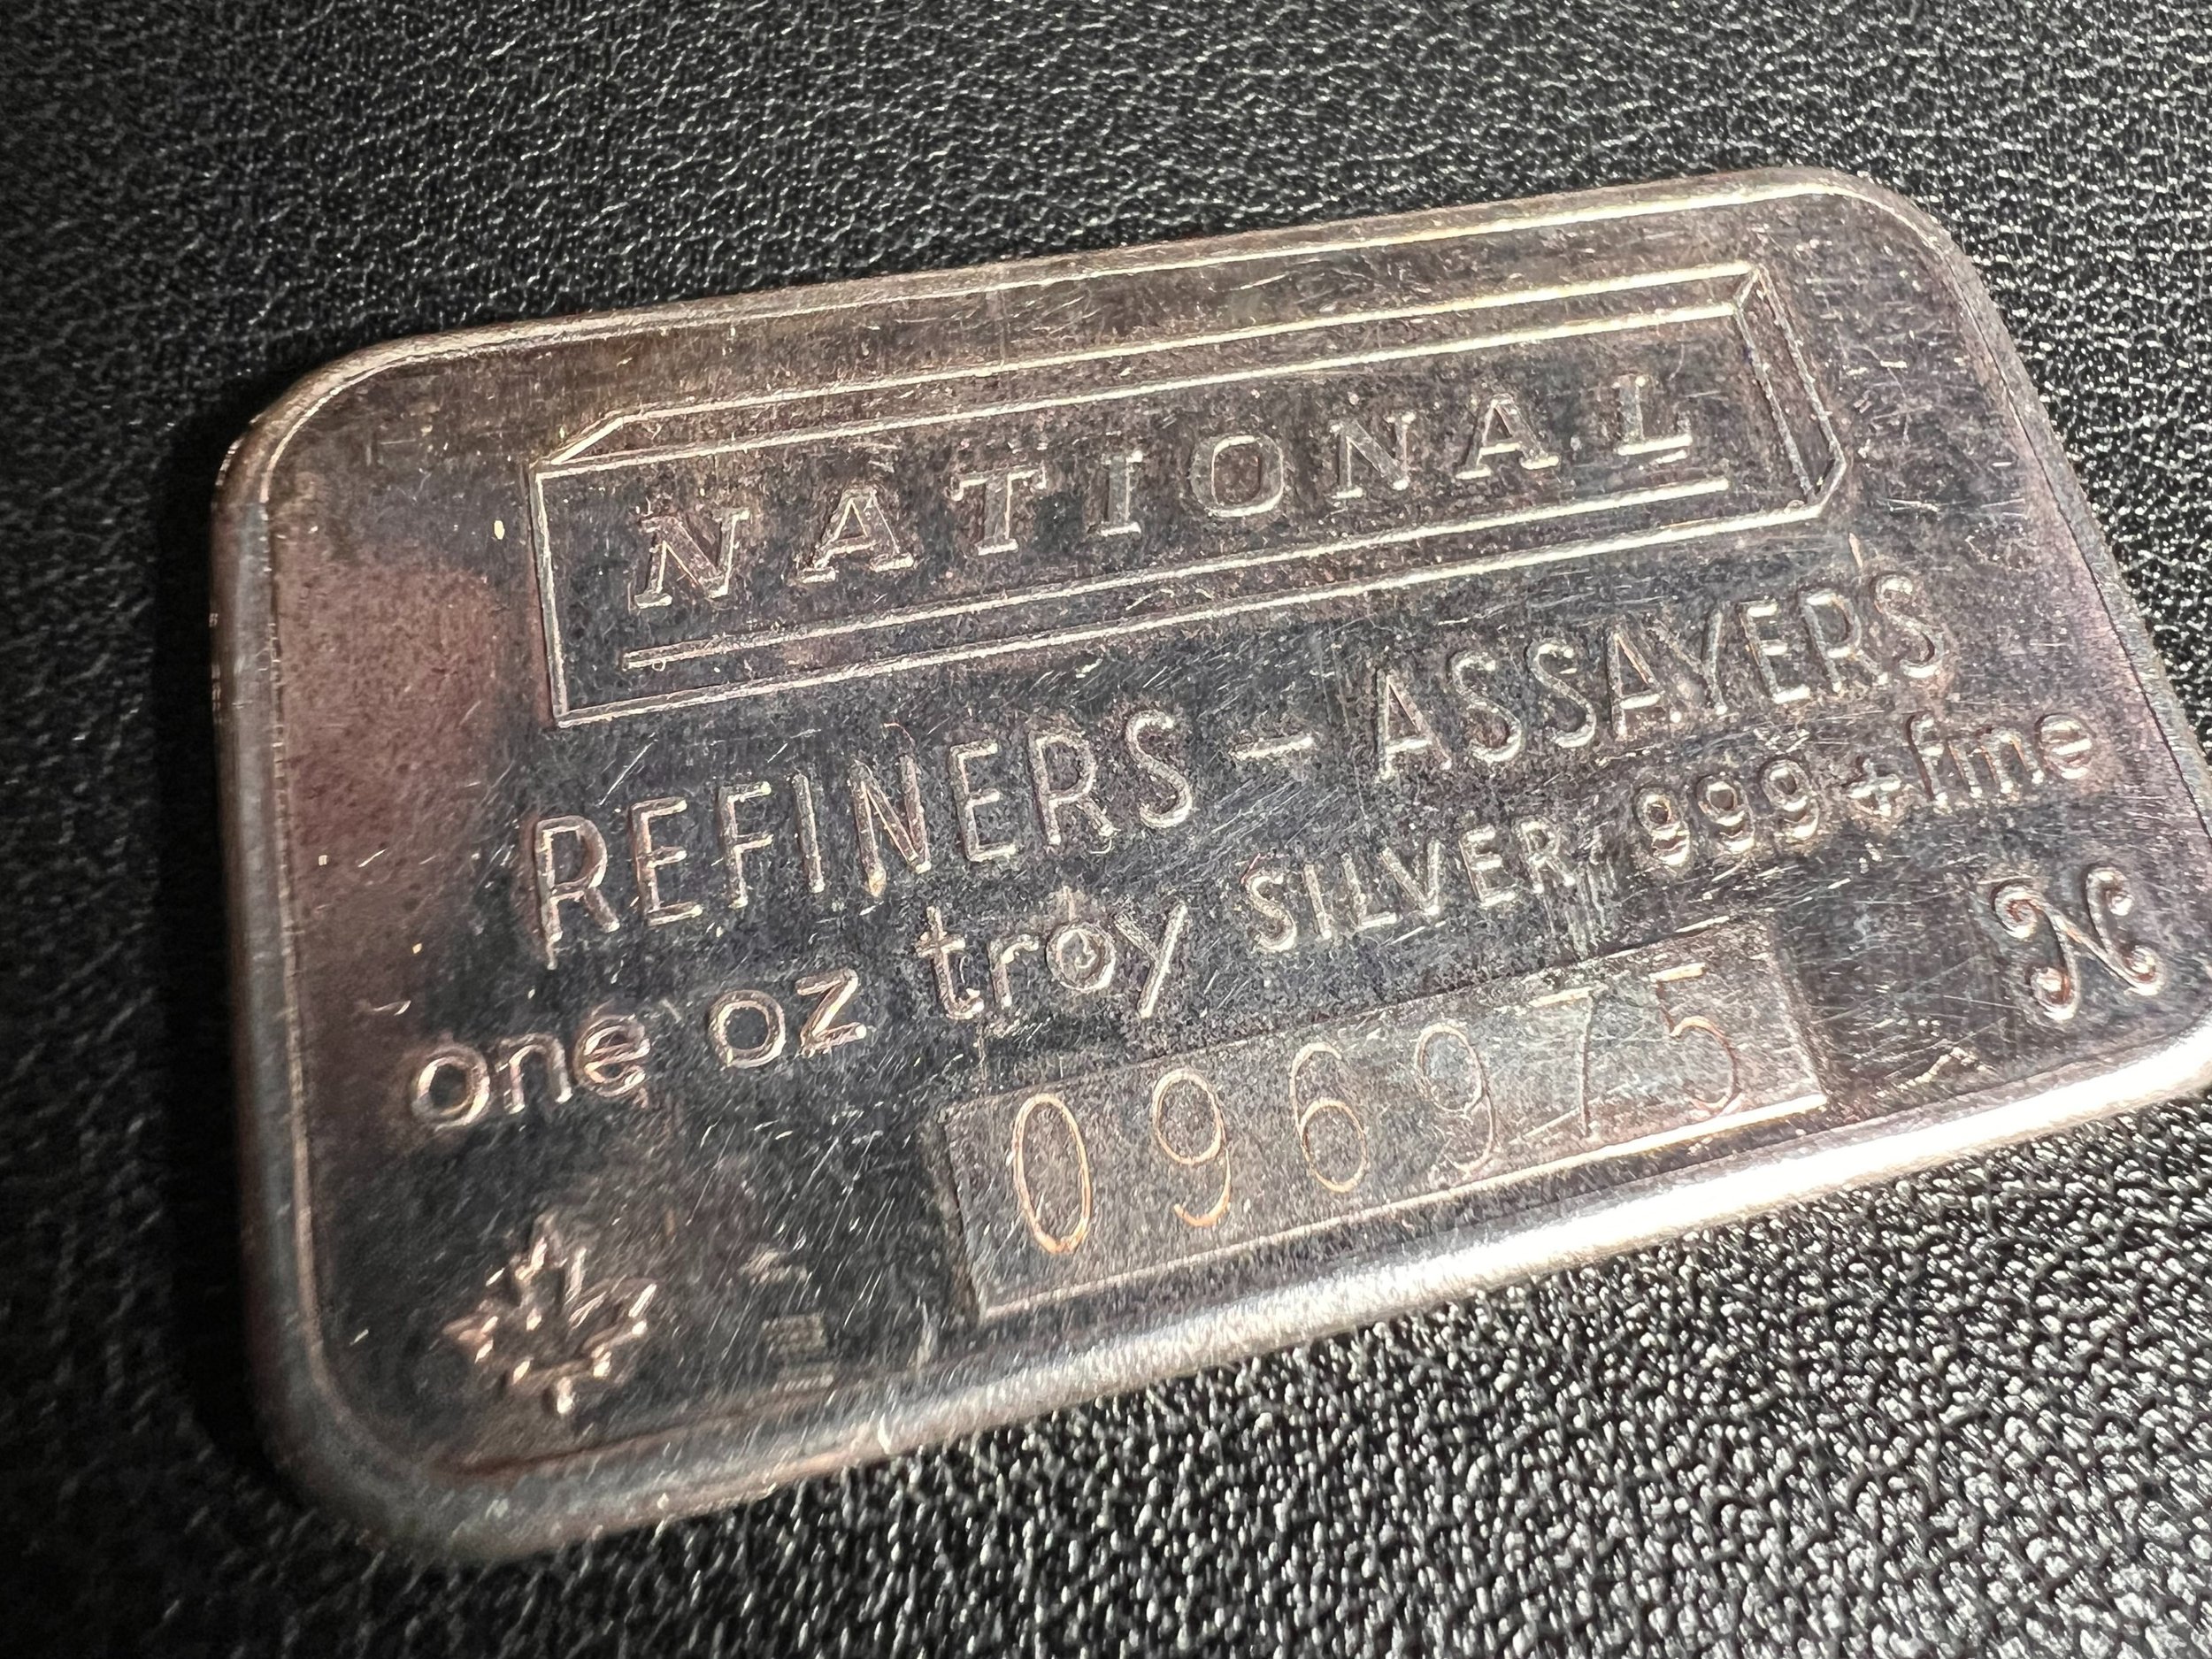 NATIONAL
REFINERS - ASSAYERS
one oz troy SILVER 999+fine
N
096975